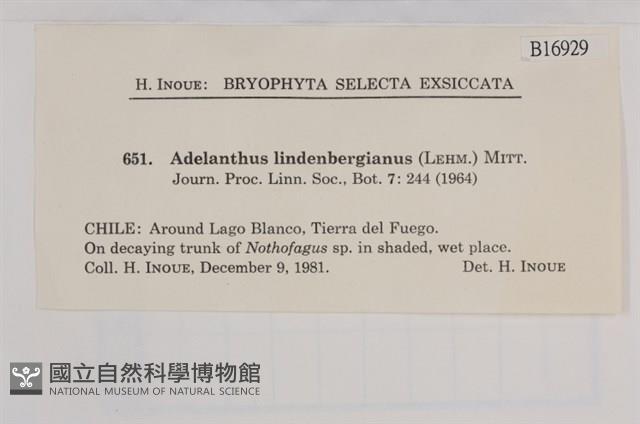 B16929
H. INOUE: BRYOPHYTA SELECTA EXSICCATA
651. Adelanthus lindenbergianus (LEHM.) MITT.
Journ. Proc. Linn. Soc., Bot. 7: 244 (1964)
CHILE: Around Lago Blanco, Tierra del Fuego.
On decaying trunk of Nothofagus sp. in shaded, wet place.
Coll. H. INOUE, December 9, 1981. Det. H. INOUE
國立自然科學博物館
NATIONAL MUSEUM OF NATURAL SCIENCE